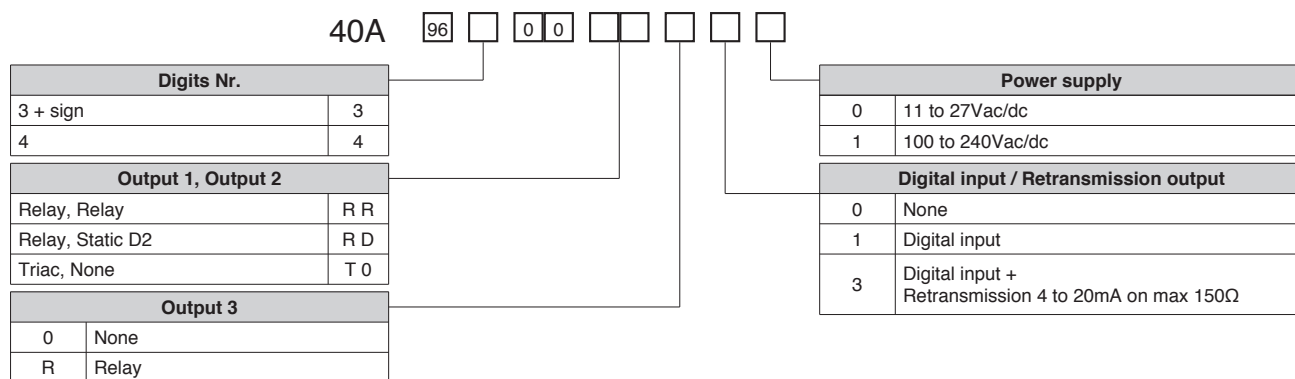 40A 96 0 0
Digits Nr.
3 + sign 3
4 4
Output 1, Output 2
Relay, Relay R R
Relay, Static D2 R D
Triac, None T 0
Output 3
0 None
R Relay
Power supply
0 11 to 27Vac/dc
1 100 to 240Vac/dc
Digital input / Retransmission output
0 None
1 Digital input
3 Digital input +
Retransmission 4 to 20mA on max 150Ω